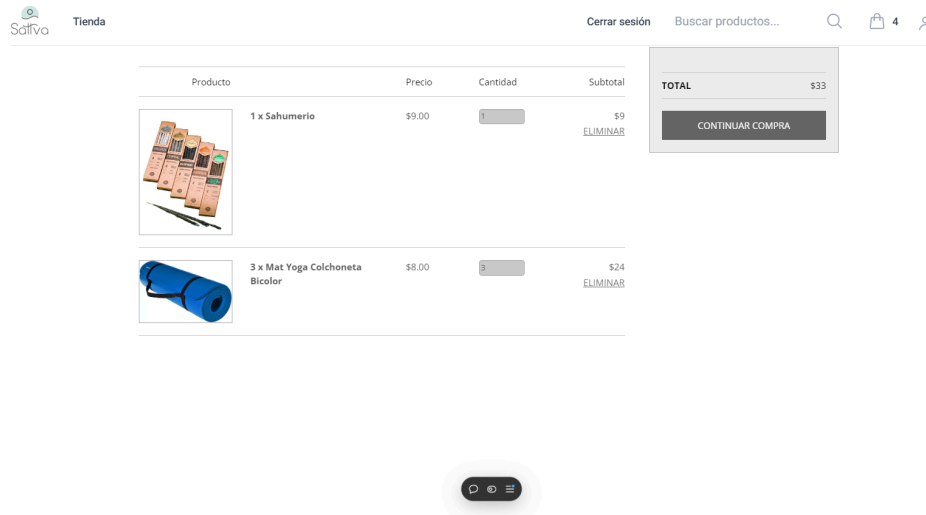 Sattva
Tienda
Cerrar sesión
Buscar productos...
4
Producto
Precio
Cantidad
Subtotal
TOTAL
$33
CONTINUAR COMPRA
1 x Sahumerio
$9.00
1
$9
ELIMINAR
3 x Mat Yoga Colchoneta
Bicolor
$8.00
3
$24
ELIMINAR